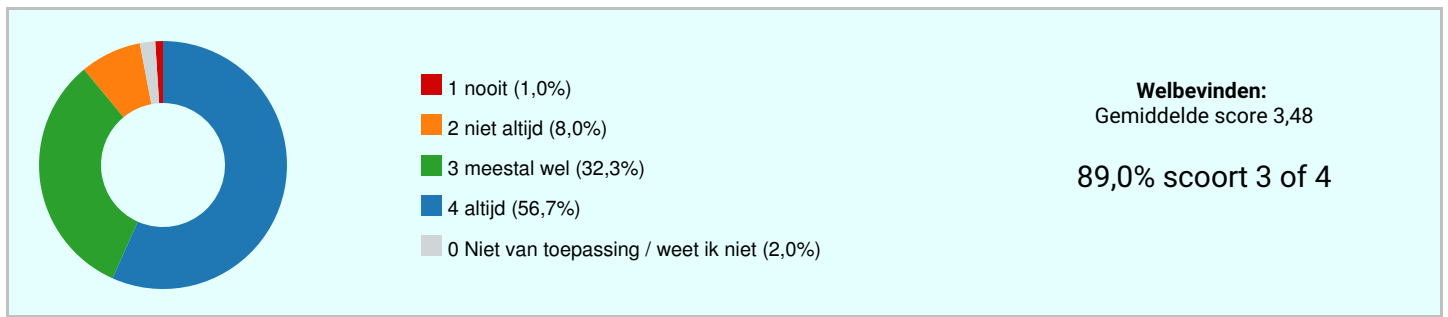 1 nooit (1,0%)
2 niet altijd (8,0%)
3 meestal wel (32,3%)
4 altijd (56,7%)
0 Niet van toepassing / weet ik niet (2,0%)
Welbevinden:
Gemiddelde score 3,48
89,0% scoort 3 of 4